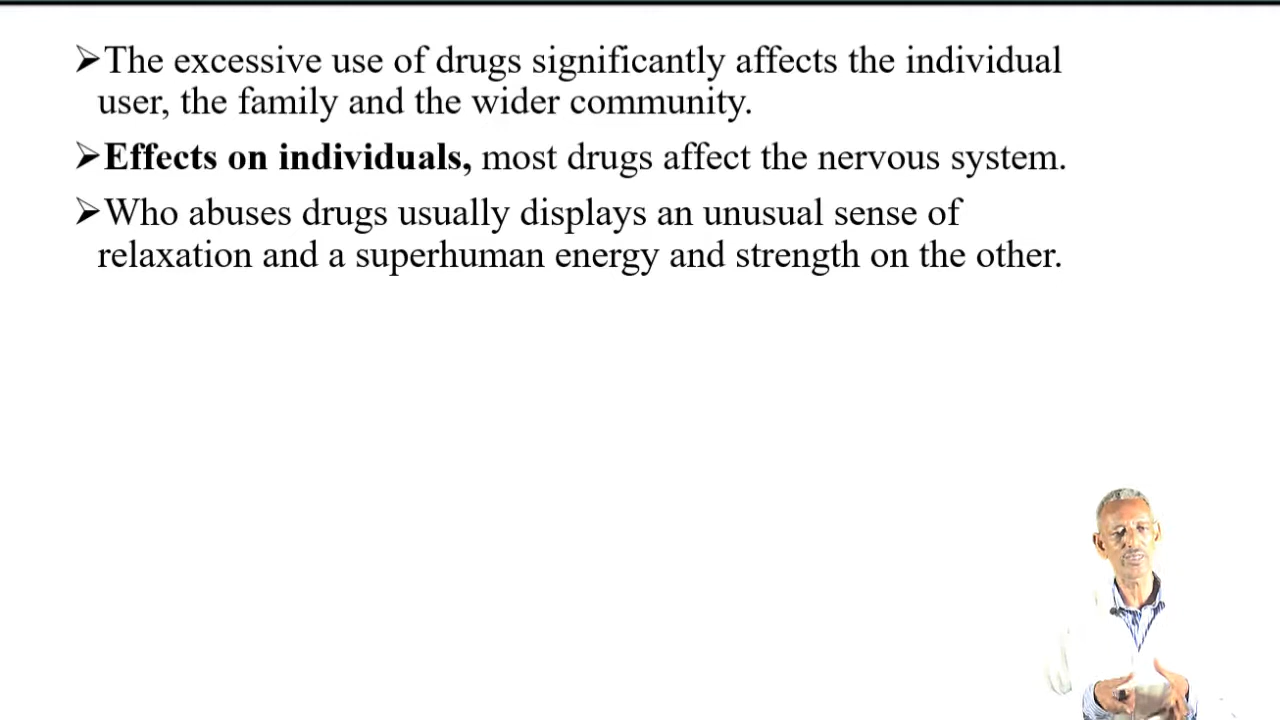 ➢The excessive use of drugs significantly affects the individual
user, the family and the wider community.
➢Effects on individuals, most drugs affect the nervous system.
➢Who abuses drugs usually displays an unusual sense of
relaxation and a superhuman energy and strength on the other.